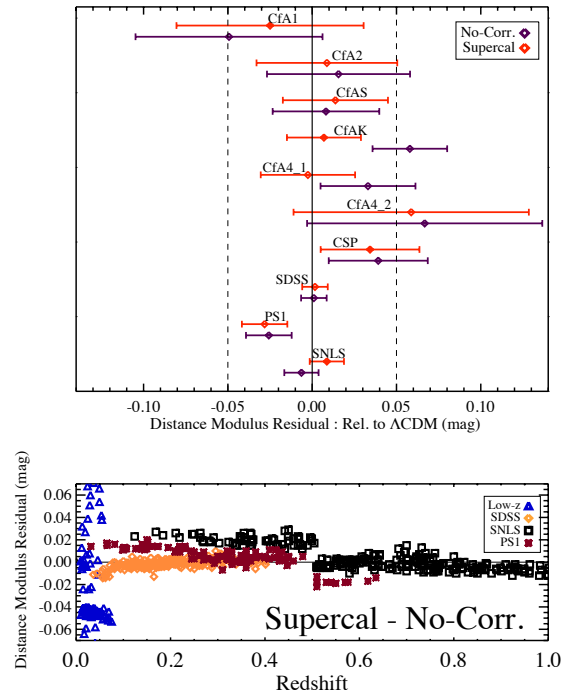 CfA1
No-Corr.
Supercal
CfA2
CfAS
CfAK
CfA4_1
CfA4_2
CSP
SDSS
PS1
SNLS
-0.10 -0.05 0.00 0.05 0.10
Distance Modulus Residual : Rel. to ΛCDM (mag)
Distance Modulus Residual (mag)
0.06
0.04
0.02
0.00
-0.02
-0.04
-0.06
Low-z
SDSS
SNLS
PS1
Supercal - No-Corr.
0.0 0.2 0.4 0.6 0.8 1.0
Redshift